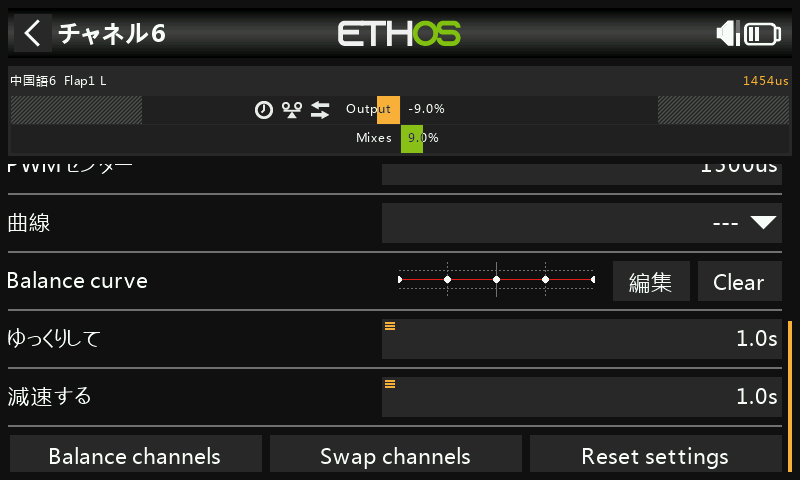 チャネル6
ETHOS
中国語6 Flap1 L
1454us
Output -9.0%
Mixes 9.0%
PWMセンター 1500us
曲線 ---
Balance curve 編集 Clear
ゆっくりして 1.0s
減速する 1.0s
Balance channels Swap channels Reset settings